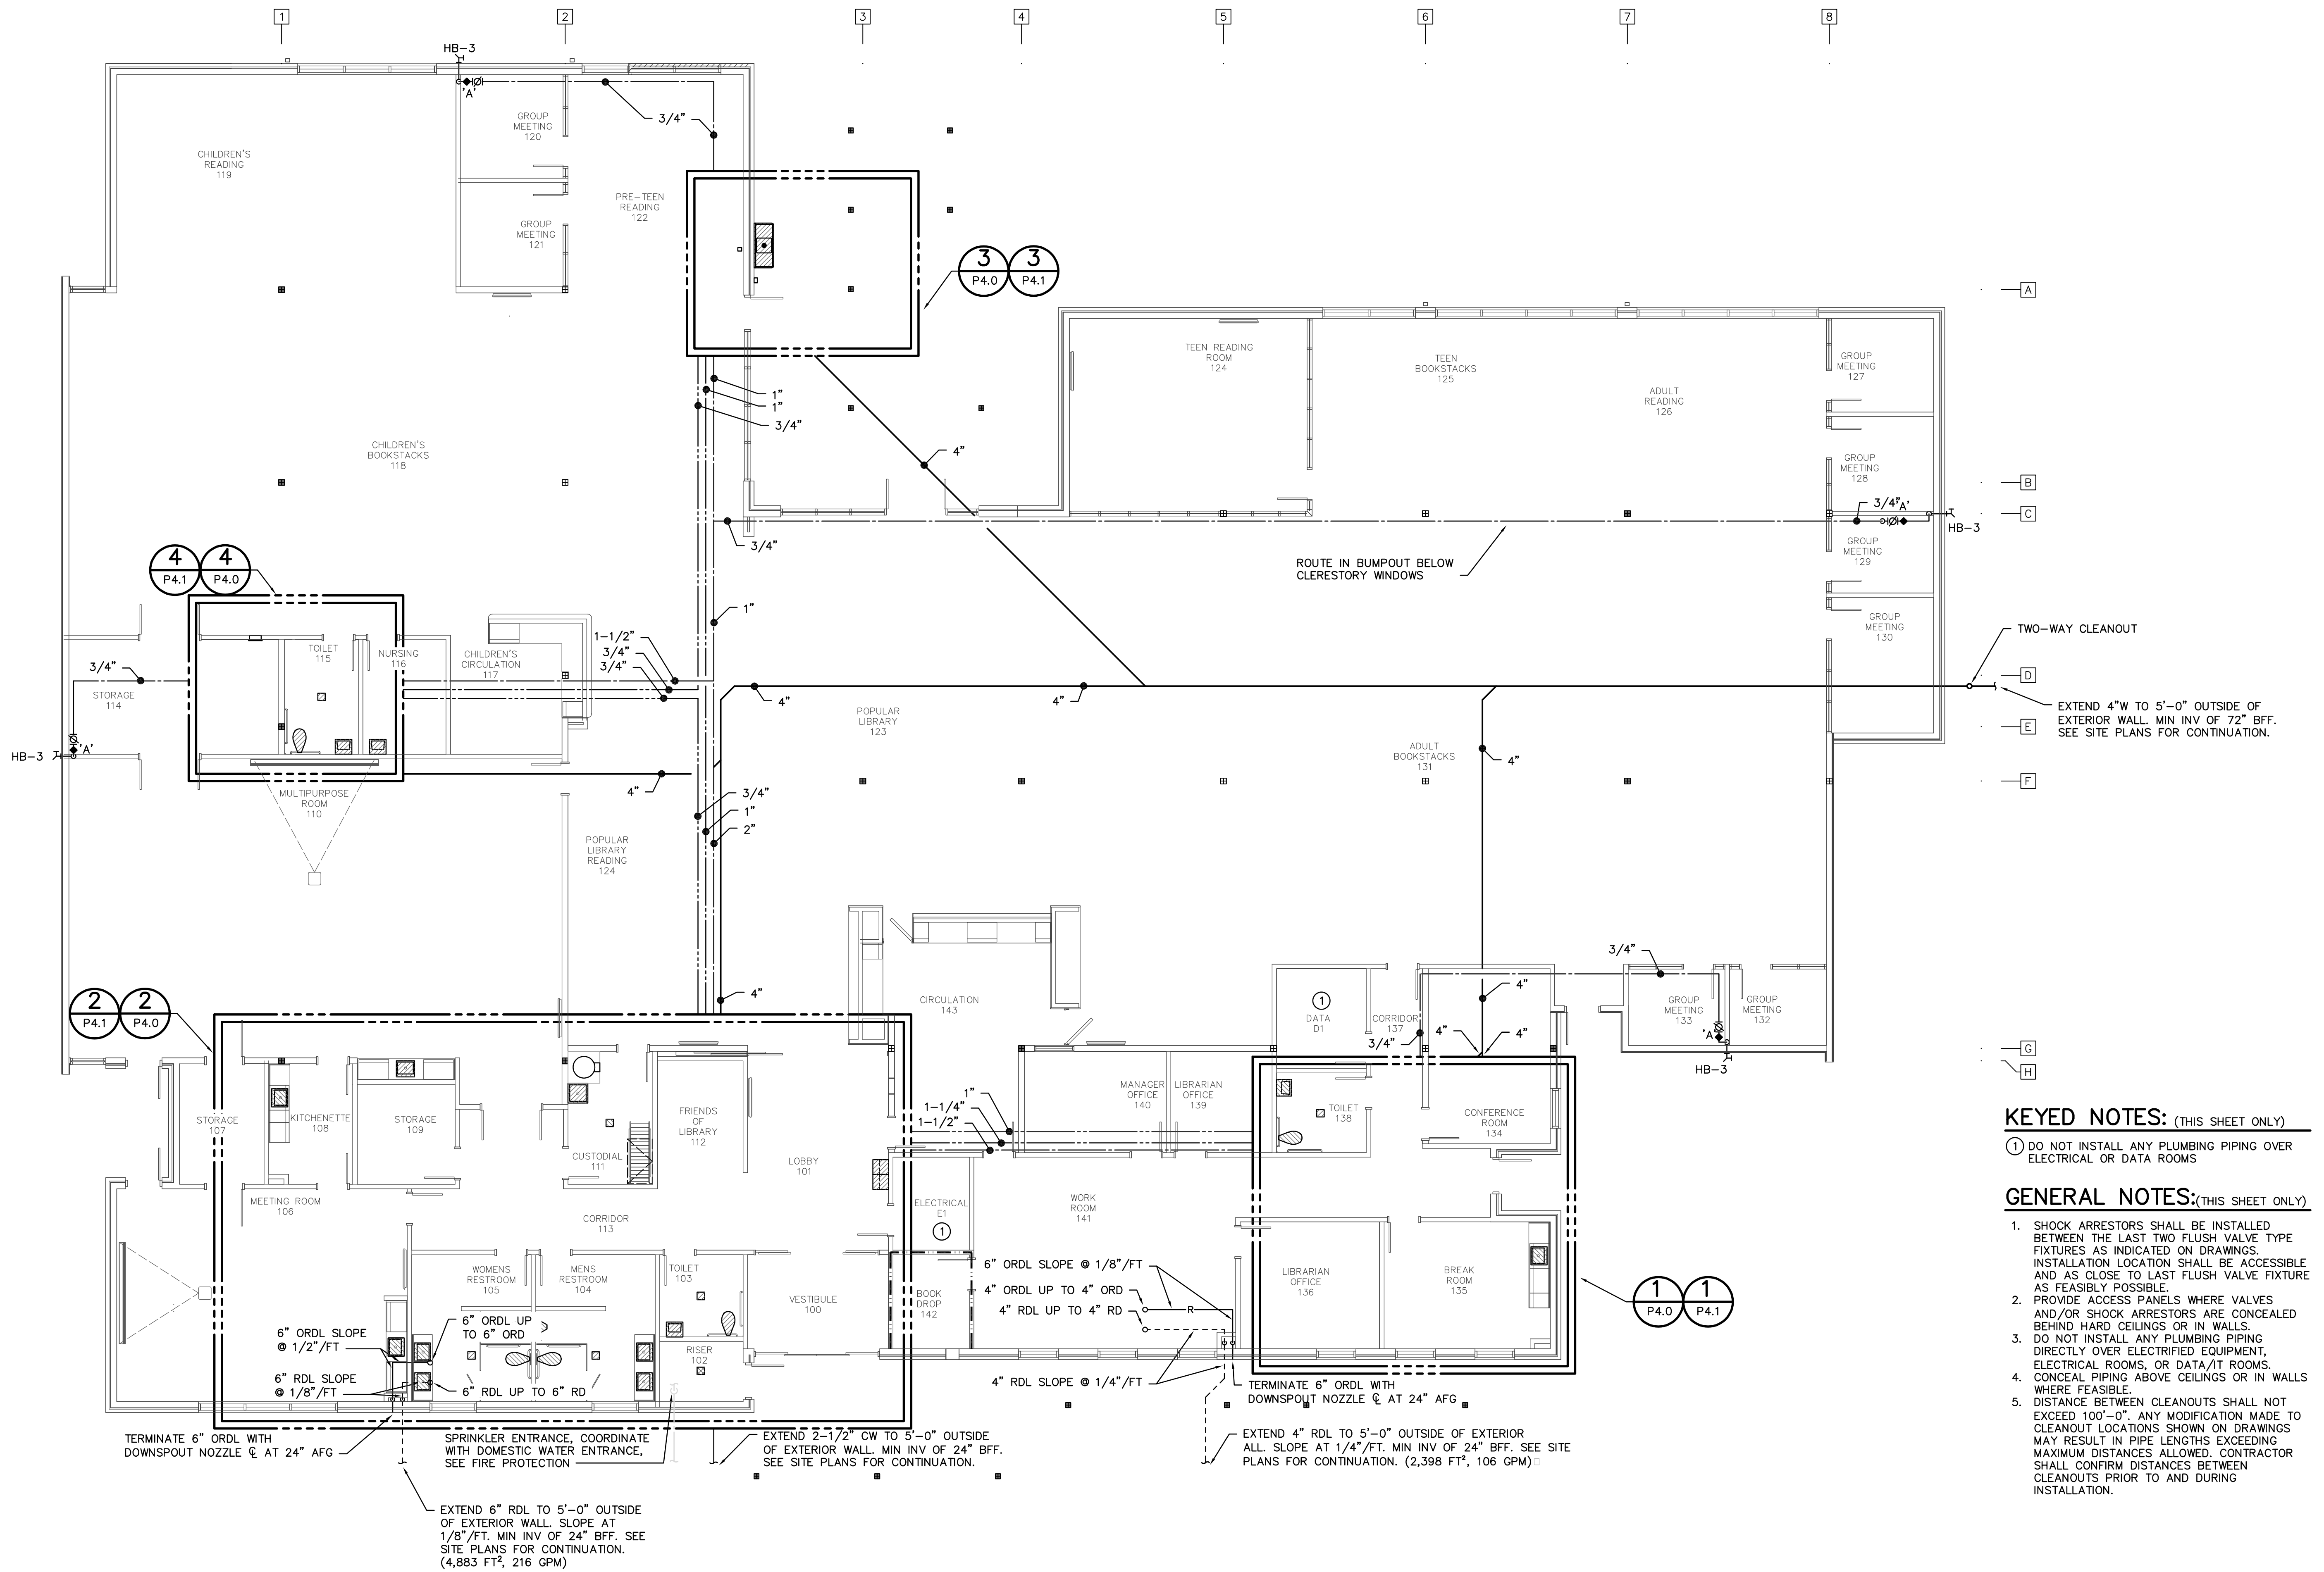 1
2
3
4
5
6
7
8
HB-3
'A'
3/4"
GROUP
MEETING
120
CHILDREN'S
READING
119
PRE-TEEN
READING
122
GROUP
MEETING
121
3
P4.0
3
P4.1
A
TEEN READING
ROOM
124
TEEN
BOOKSTACKS
125
GROUP
MEETING
127
ADULT
READING
126
1"
1"
3/4"
CHILDREN'S
BOOKSTACKS
118
4"
GROUP
MEETING
128
B
3/4"
'A'
C
HB-3
3/4"
GROUP
MEETING
129
4
P4.1
4
P4.0
ROUTE IN BUMPOUT BELOW
CLERESTORY WINDOWS
1"
GROUP
MEETING
130
TWO-WAY CLEANOUT
1-1/2"
3/4"
3/4"
TOILET
115
NURSING
116
CHILDREN'S
CIRCULATION
117
3/4"
STORAGE
114
D
4"
4"
POPULAR
LIBRARY
123
EXTEND 4"W TO 5'-0" OUTSIDE OF
EXTERIOR WALL. MIN INV OF 72" BFF.
SEE SITE PLANS FOR CONTINUATION.
E
HB-3
'A'
ADULT
BOOKSTACKS
131
4"
F
4"
MULTIPURPOSE
ROOM
110
3/4"
1"
2"
POPULAR
LIBRARY
READING
124
3/4"
2
P4.1
2
P4.0
4"
CIRCULATION
143
1
DATA
D1
CORRIDOR
137
4"
GROUP
MEETING
133
GROUP
MEETING
132
4"
4"
3/4"
'A'
G
H
HB-3
STORAGE
107
KITCHENETTE
108
STORAGE
109
FRIENDS
OF
LIBRARY
112
CUSTODIAL
111
1"
1-1/4"
1-1/2"
MANAGER
OFFICE
140
LIBRARIAN
OFFICE
139
TOILET
138
CONFERENCE
ROOM
134
LOBBY
101
KEYED NOTES: (THIS SHEET ONLY)
1 DO NOT INSTALL ANY PLUMBING PIPING OVER
ELECTRICAL OR DATA ROOMS
MEETING ROOM
106
CORRIDOR
113
ELECTRICAL
E1
1
WORK
ROOM
141
WOMENS
RESTROOM
105
MENS
RESTROOM
104
TOILET
103
VESTIBULE
100
BOOK
DROP
142
6" ORDL SLOPE @ 1/8"/FT
4" ORDL UP TO 4" ORD
4" RDL UP TO 4" RD
R
LIBRARIAN
OFFICE
136
BREAK
ROOM
135
1
P4.0
1
P4.1
6" ORDL SLOPE
@ 1/2"/FT
6" ORDL UP
TO 6" ORD
RISER
102
6" RDL SLOPE
@ 1/8"/FT
6" RDL UP TO 6" RD
4" RDL SLOPE @ 1/4"/FT
TERMINATE 6" ORDL WITH
DOWNSPOUT NOZZLE ℄ AT 24" AFG
TERMINATE 6" ORDL WITH
DOWNSPOUT NOZZLE ℄ AT 24" AFG
SPRINKLER ENTRANCE, COORDINATE
WITH DOMESTIC WATER ENTRANCE,
SEE FIRE PROTECTION
EXTEND 2-1/2" CW TO 5'-0" OUTSIDE
OF EXTERIOR WALL. MIN INV OF 24" BFF.
SEE SITE PLANS FOR CONTINUATION.
EXTEND 4" RDL TO 5'-0" OUTSIDE OF EXTERIOR
ALL. SLOPE AT 1/4"/FT. MIN INV OF 24" BFF. SEE SITE
PLANS FOR CONTINUATION. (2,398 FT², 106 GPM)
EXTEND 6" RDL TO 5'-0" OUTSIDE
OF EXTERIOR WALL. SLOPE AT
1/8"/FT. MIN INV OF 24" BFF. SEE
SITE PLANS FOR CONTINUATION.
(4,883 FT², 216 GPM)
GENERAL NOTES: (THIS SHEET ONLY)
1. SHOCK ARRESTORS SHALL BE INSTALLED
BETWEEN THE LAST TWO FLUSH VALVE TYPE
FIXTURES AS INDICATED ON DRAWINGS.
INSTALLATION LOCATION SHALL BE ACCESSIBLE
AND AS CLOSE TO LAST FLUSH VALVE FIXTURE
AS FEASIBLY POSSIBLE.
2. PROVIDE ACCESS PANELS WHERE VALVES
AND/OR SHOCK ARRESTORS ARE CONCEALED
BEHIND HARD CEILINGS OR IN WALLS.
3. DO NOT INSTALL ANY PLUMBING PIPING
DIRECTLY OVER ELECTRIFIED EQUIPMENT,
ELECTRICAL ROOMS, OR DATA/IT ROOMS.
4. CONCEAL PIPING ABOVE CEILINGS OR IN WALLS
WHERE FEASIBLE.
5. DISTANCE BETWEEN CLEANOUTS SHALL NOT
EXCEED 100'-0". ANY MODIFICATION MADE TO
CLEANOUT LOCATIONS SHOWN ON DRAWINGS
MAY RESULT IN PIPE LENGTHS EXCEEDING
MAXIMUM DISTANCES ALLOWED. CONTRACTOR
SHALL CONFIRM DISTANCES BETWEEN
CLEANOUTS PRIOR TO AND DURING
INSTALLATION.